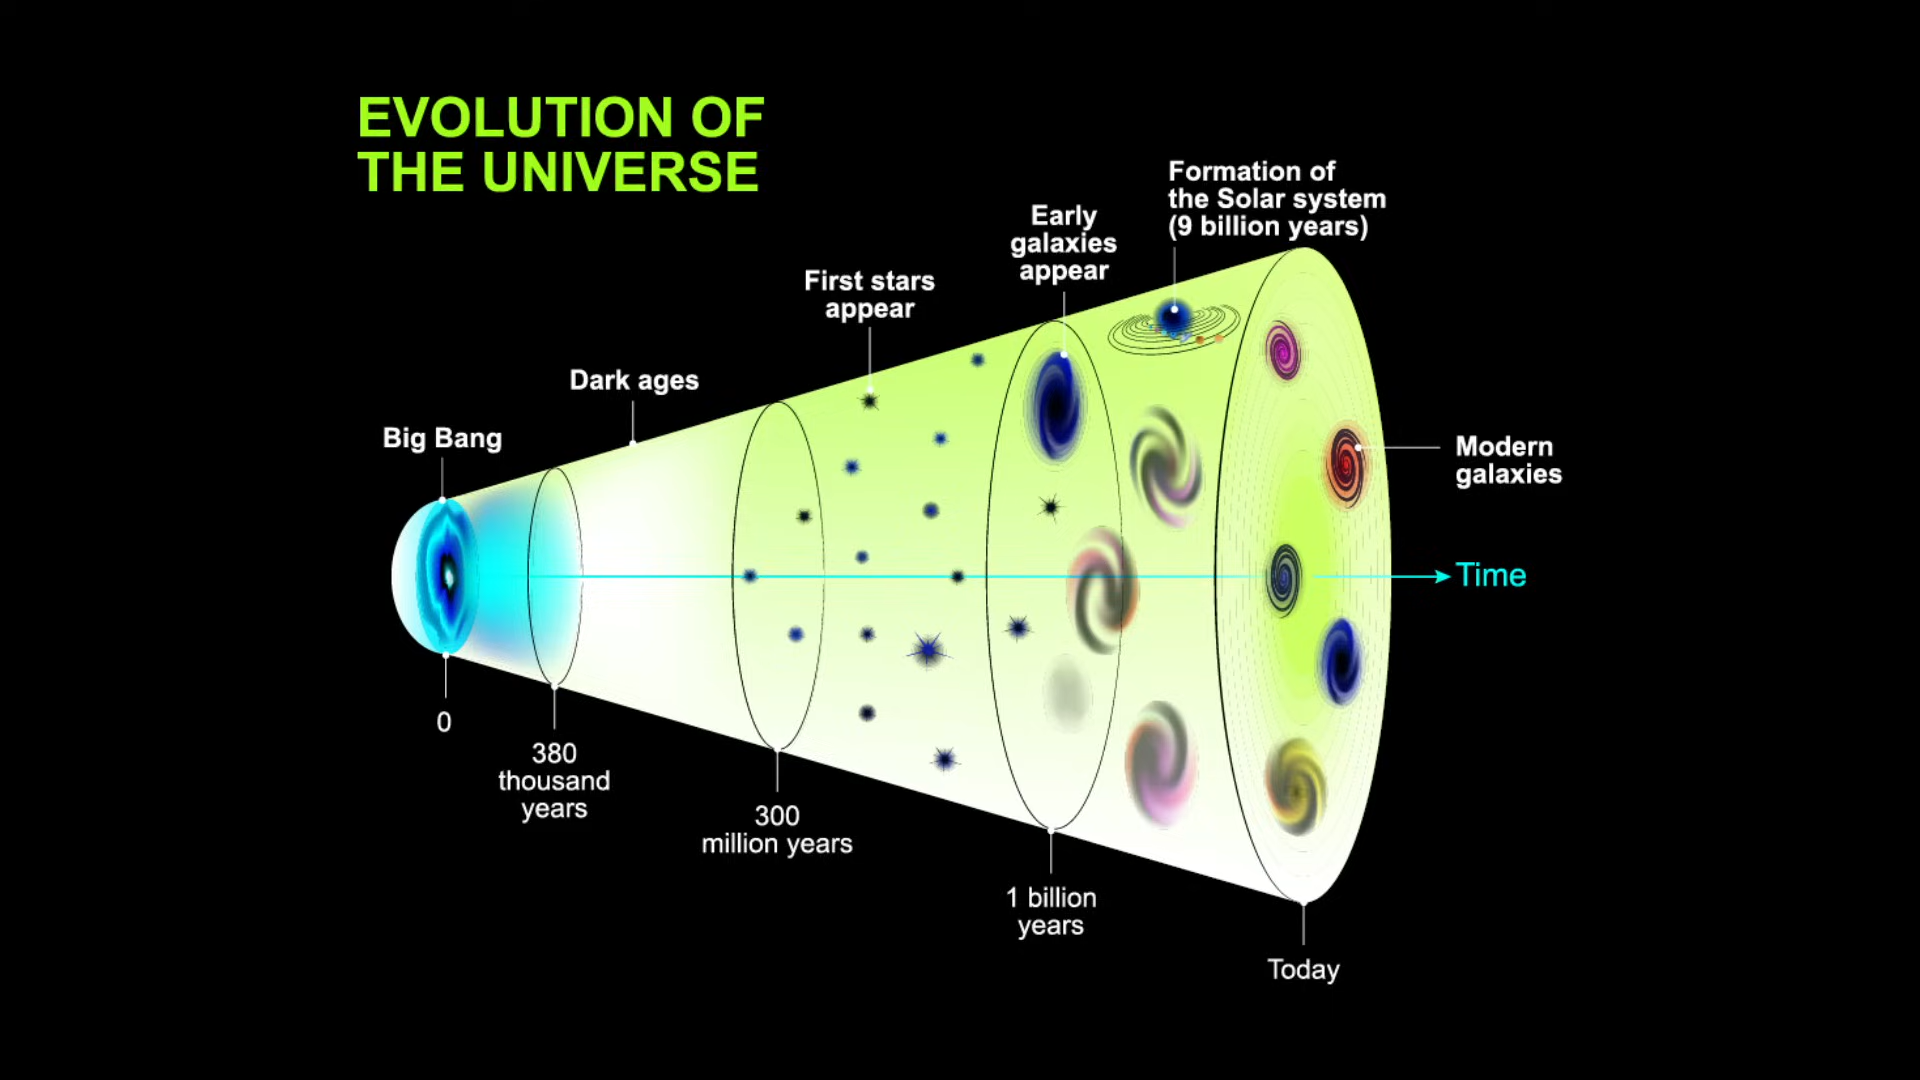 EVOLUTION OF
THE UNIVERSE
Formation of
the Solar system
(9 billion years)
Early
galaxies
appear
First stars
appear
Dark ages
Big Bang
Modern
galaxies
Time
0
380
thousand
years
300
million years
1 billion
years
Today